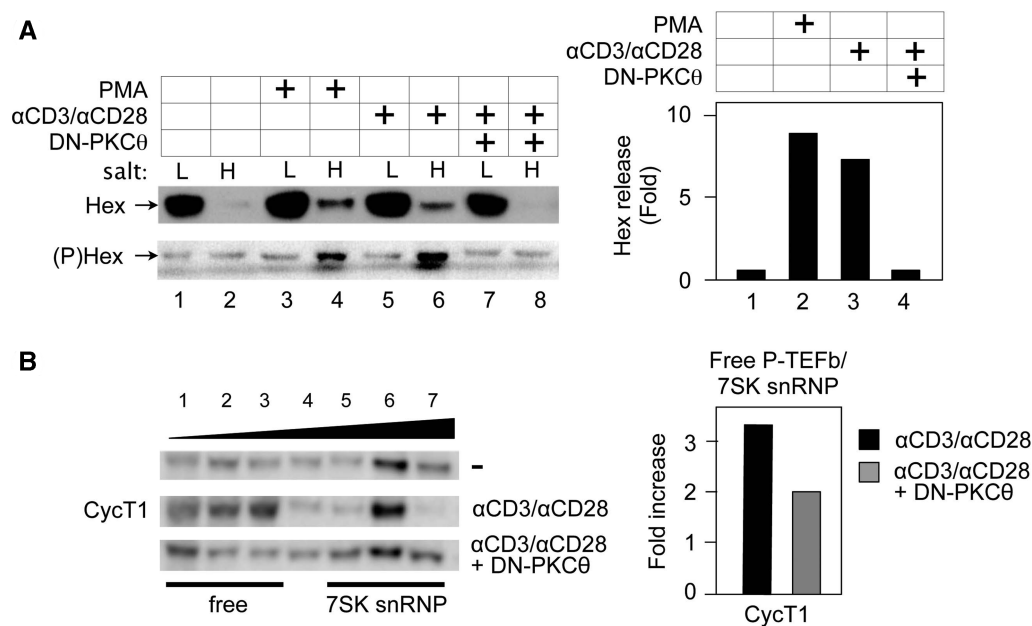 A
PMA + +
αCD3/αCD28 + + + +
DN-PKCθ + +
salt: L H L H L H L H
Hex
(P)Hex
1 2 3 4 5 6 7 8
PMA +
αCD3/αCD28 + +
DN-PKCθ +
Hex release
(Fold)
10
5
0
1 2 3 4
B
1 2 3 4 5 6 7
-
CycT1 αCD3/αCD28
αCD3/αCD28
+ DN-PKCθ
free 7SK snRNP
Free P-TEFb/
7SK snRNP
Fold increase
3
2
1
0
CycT1
αCD3/αCD28
αCD3/αCD28
+ DN-PKCθ